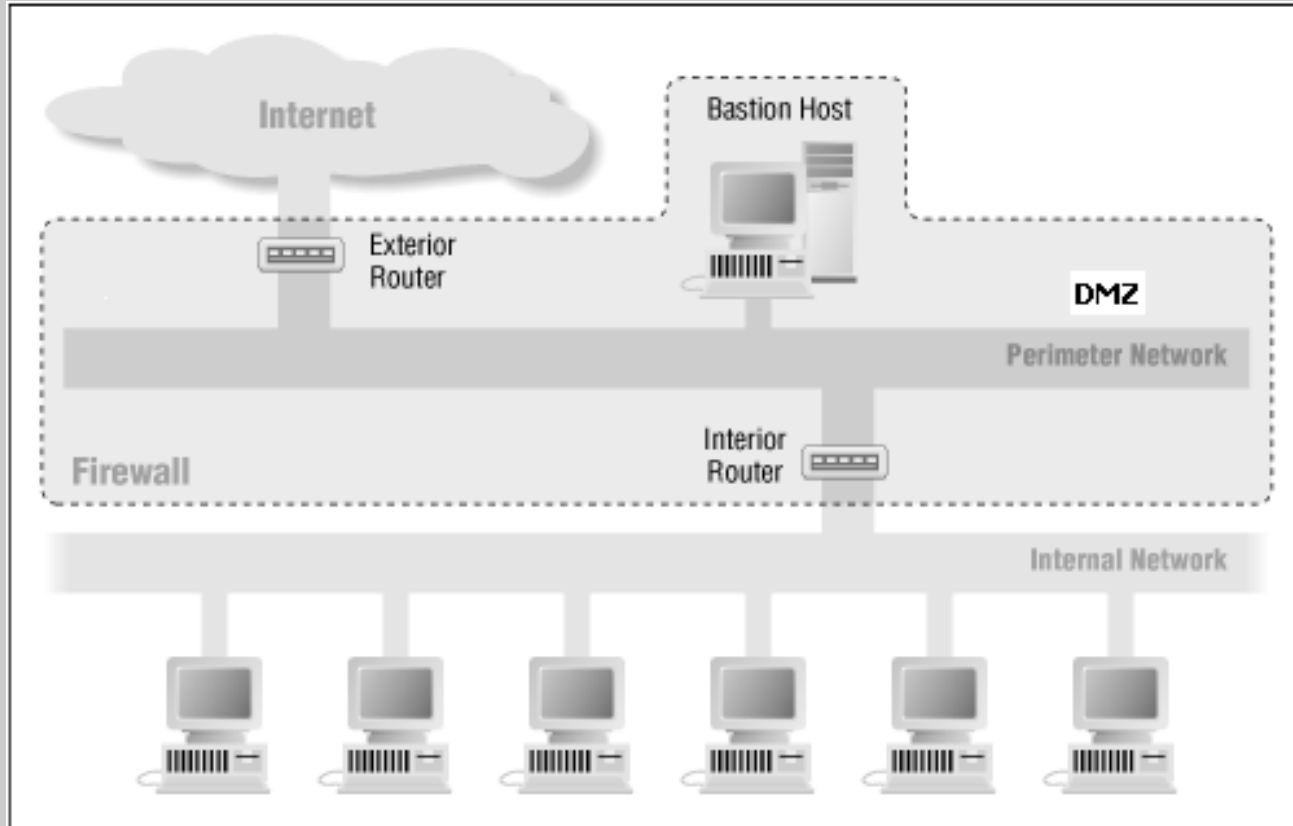 Internet
Bastion Host
Exterior
Router
DMZ
Perimeter Network
Interior
Router
Firewall
Internal Network